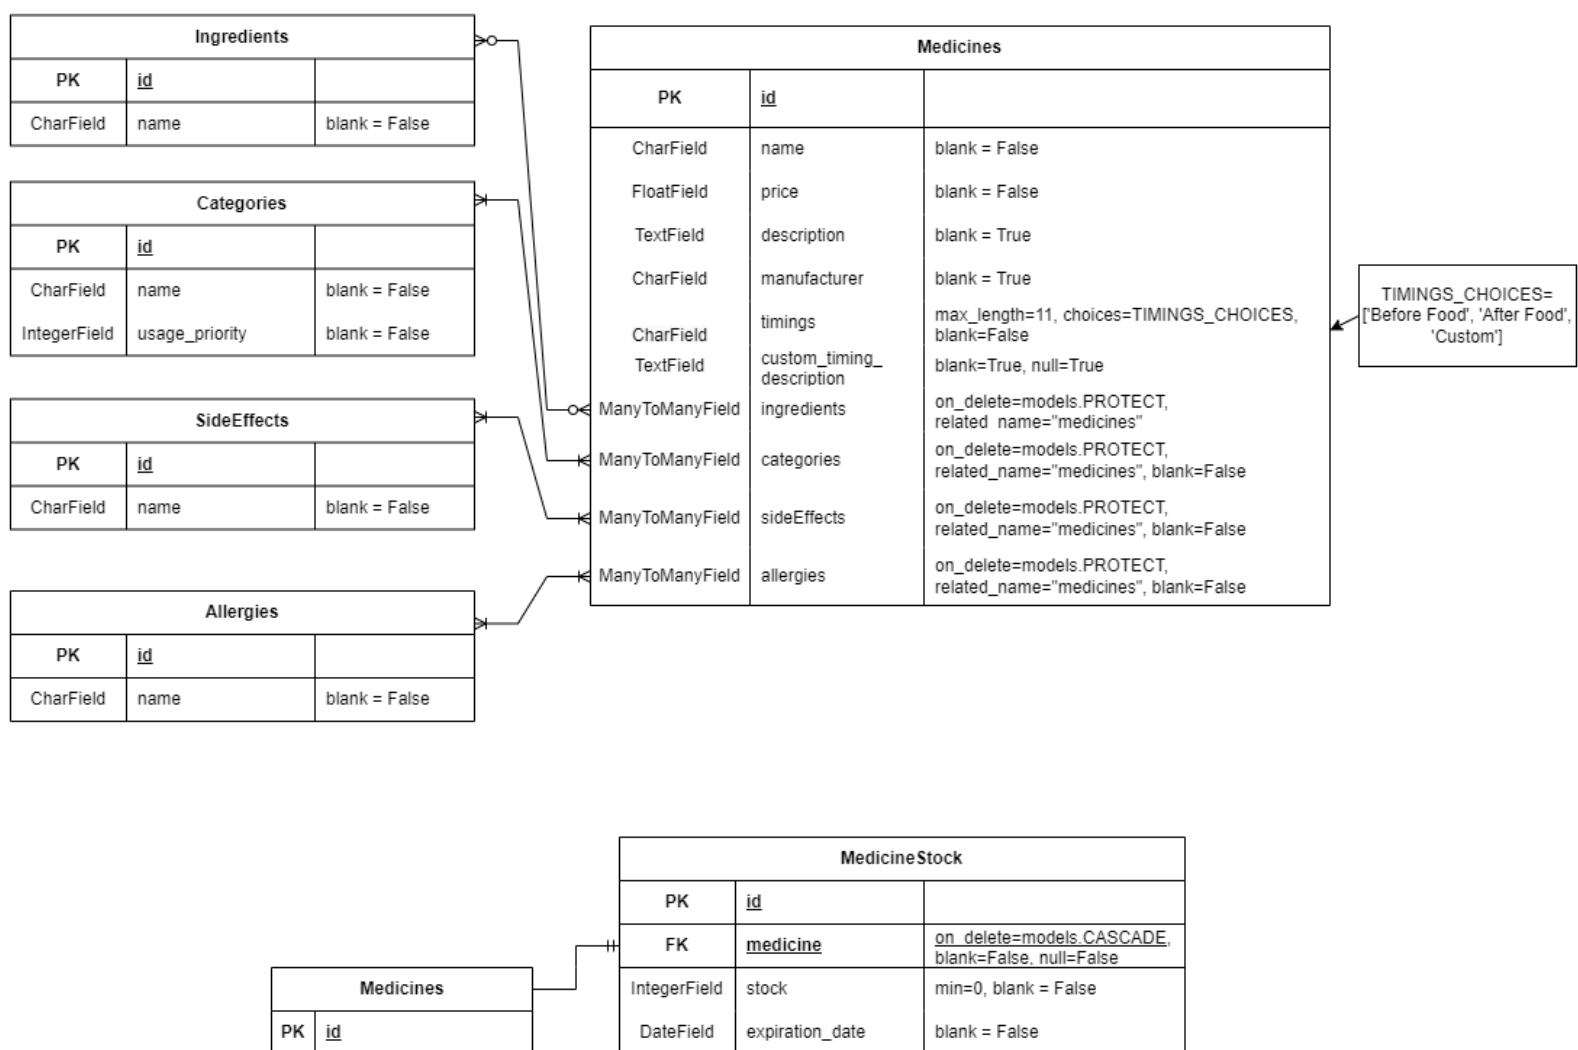 Ingredients
PK id
CharField name blank = False
Categories
PK id
CharField name blank = False
IntegerField usage_priority blank = False
SideEffects
PK id
CharField name blank = False
Allergies
PK id
CharField name blank = False
Medicines
PK id
CharField name blank = False
FloatField price blank = False
TextField description blank = True
CharField manufacturer blank = True
CharField timings max_length=11, choices=TIMINGS_CHOICES,
blank=False
TextField custom_timing_ blank=True, null=True
description
ManyToManyField ingredients on_delete=models.PROTECT,
related_name="medicines"
ManyToManyField categories on_delete=models.PROTECT,
related_name="medicines", blank=False
ManyToManyField sideEffects on_delete=models.PROTECT,
related_name="medicines", blank=False
ManyToManyField allergies on_delete=models.PROTECT,
related_name="medicines", blank=False
TIMINGS_CHOICES=
['Before Food', 'After Food',
'Custom']
MedicineStock
PK id
FK medicine on_delete=models.CASCADE,
blank=False, null=False
IntegerField stock min=0, blank = False
DateField expiration_date blank = False
Medicines
PK id